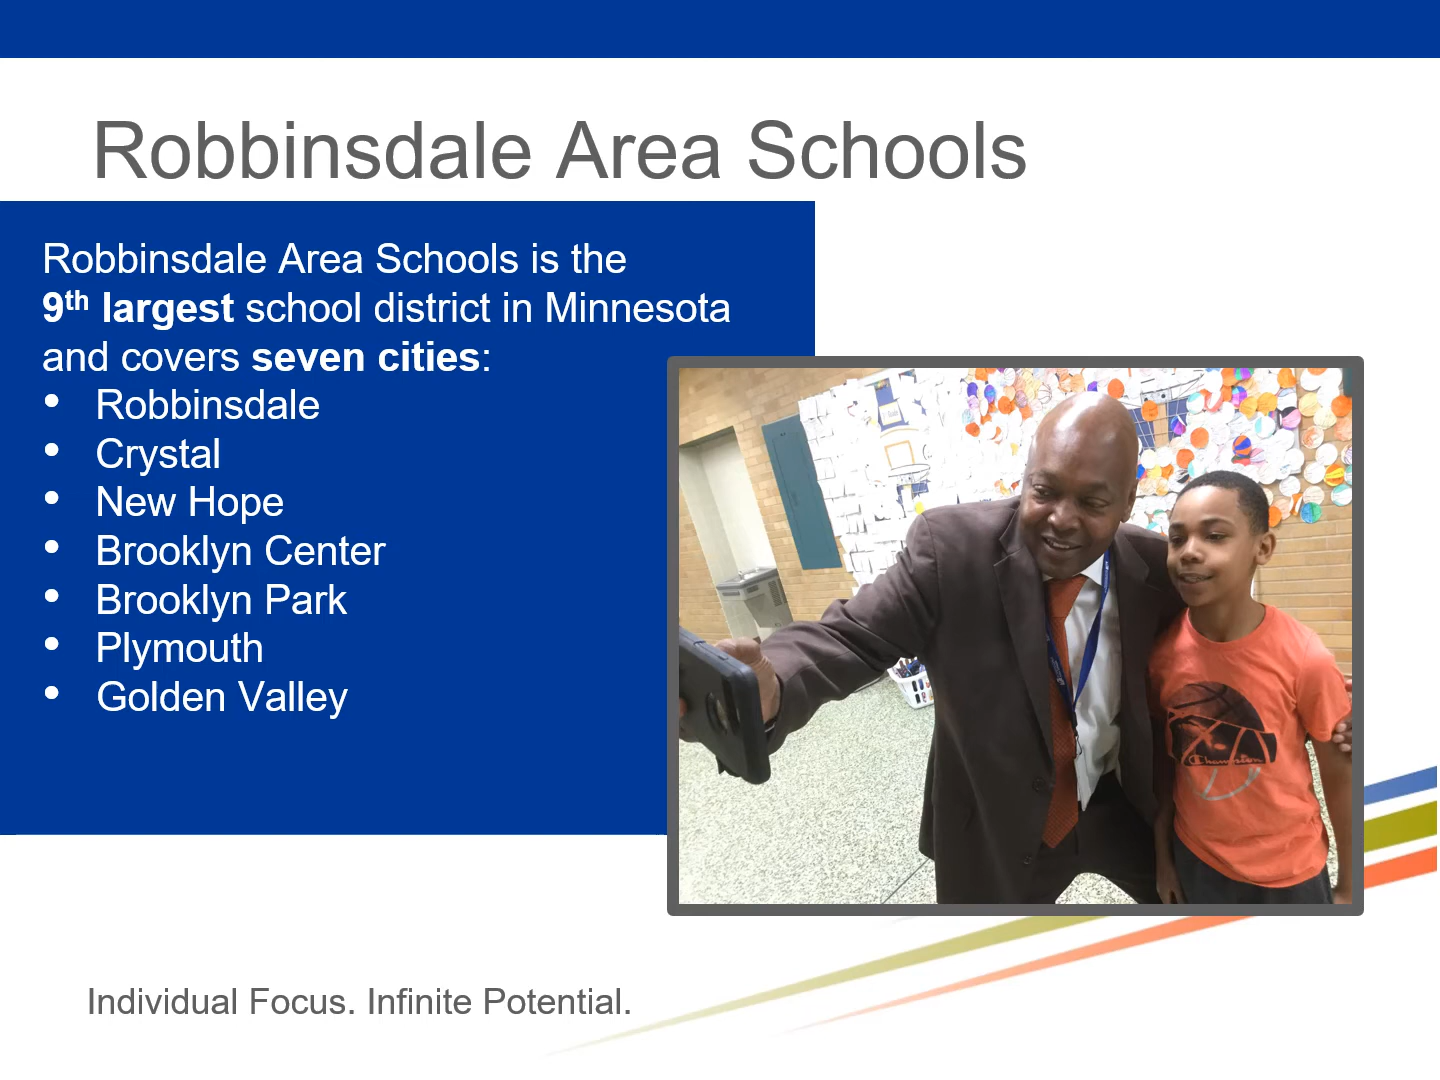 Robbinsdale Area Schools
Robbinsdale Area Schools is the
9th largest school district in Minnesota
and covers seven cities:
• Robbinsdale
• Crystal
• New Hope
• Brooklyn Center
• Brooklyn Park
• Plymouth
• Golden Valley
Champion
Individual Focus. Infinite Potential.